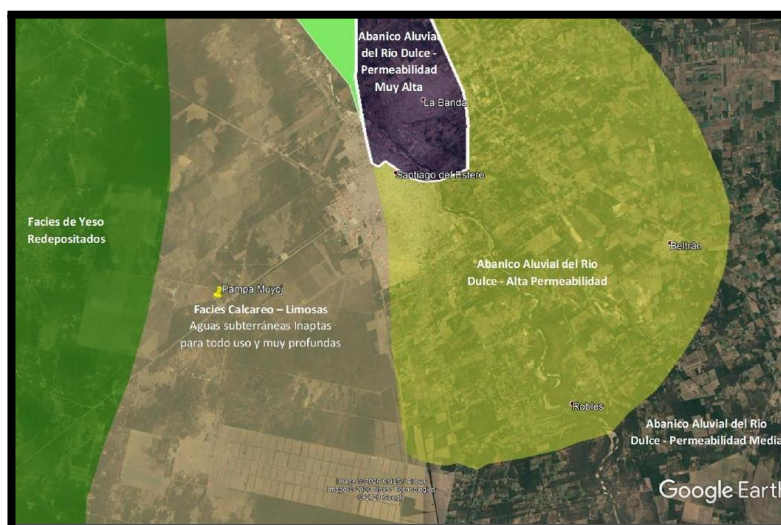 Abanico Aluvial
del Rio Dulce -
Permeabilidad
Muy Alta
La Banda
Santiago del Estero
Facies de Yeso
Redepositados
Beltrán
Abanico Aluvial del Rio
Dulce - Alta Permeabilidad
Pampa Muyoj
Facies Calcareo – Limosas
Aguas subterráneas Inaptas
para todo uso y muy profundas
Robles
Abanico Aluvial del Rio
Dulce - Permeabilidad Media
Google Earth